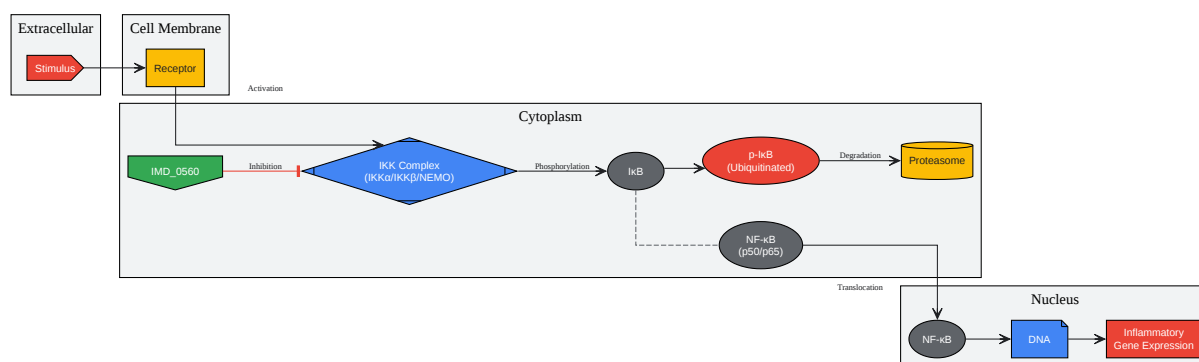 Extracellular
Stimulus
Cell Membrane
Receptor
Activation
Cytoplasm
IMD_0560
Inhibition
IKK Complex
(IKKα/IKKβ/NEMO)
Phosphorylation
IκB
p-IκB
(Ubiquitinated)
Degradation
Proteasome
NF-κB
(p50/p65)
Translocation
Nucleus
NF-κB
DNA
Inflammatory
Gene Expression